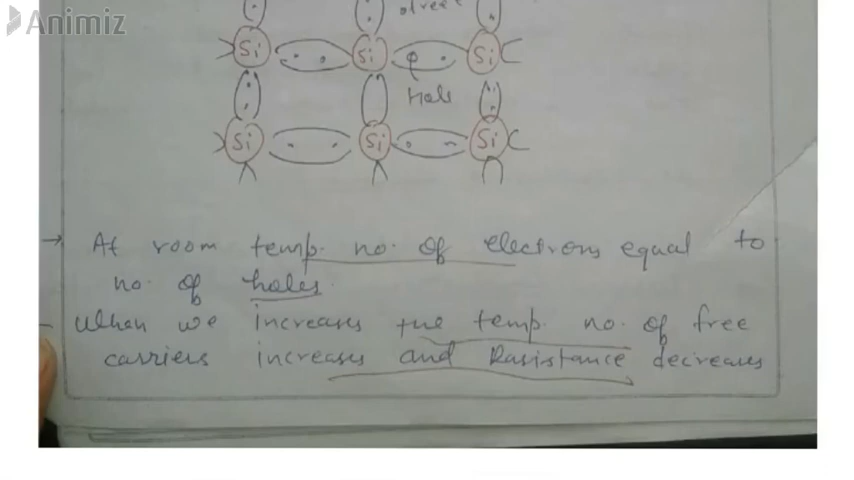 Animiz
Si Si Si
Hole
Si Si Si
→ At room temp. no. of electrons equal to
no. of holes.
- When we increases the temp. no. of free
carriers increases and Rasistance decreases